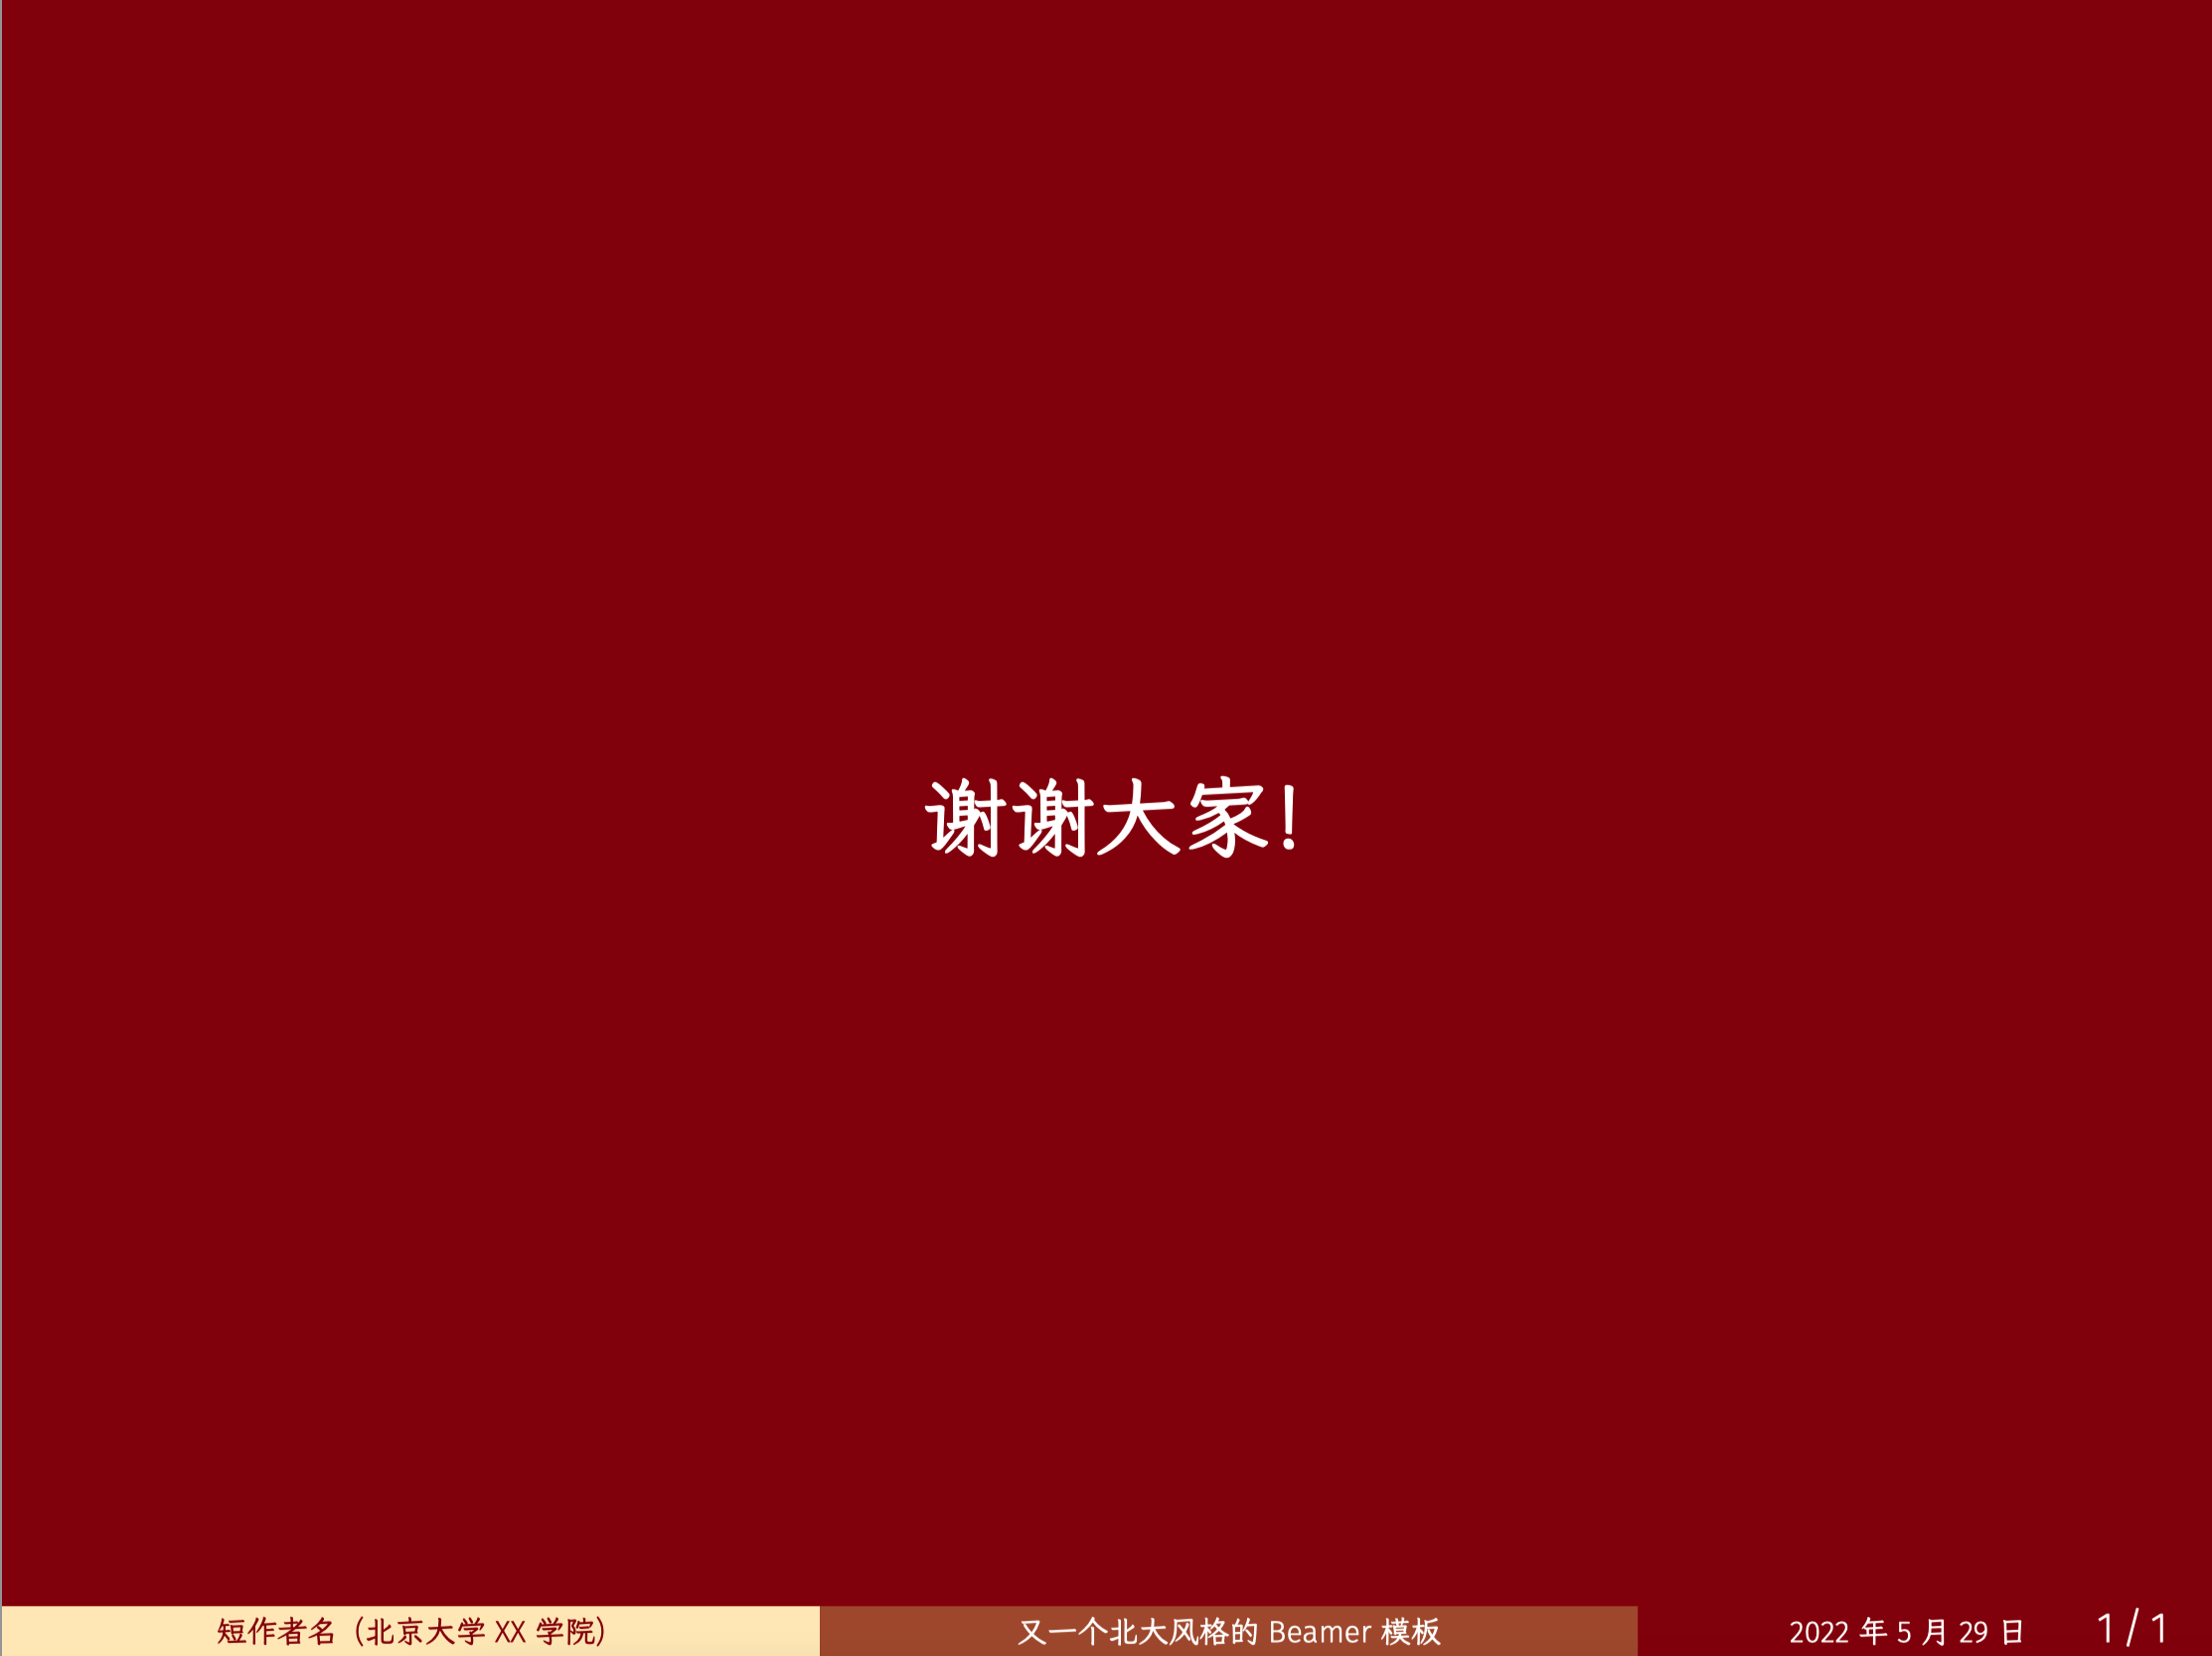 谢谢大家！
短作者名（北京大学 XX 学院）
又一个北大风格的 Beamer 模板
2022 年 5 月 29 日
1 / 1